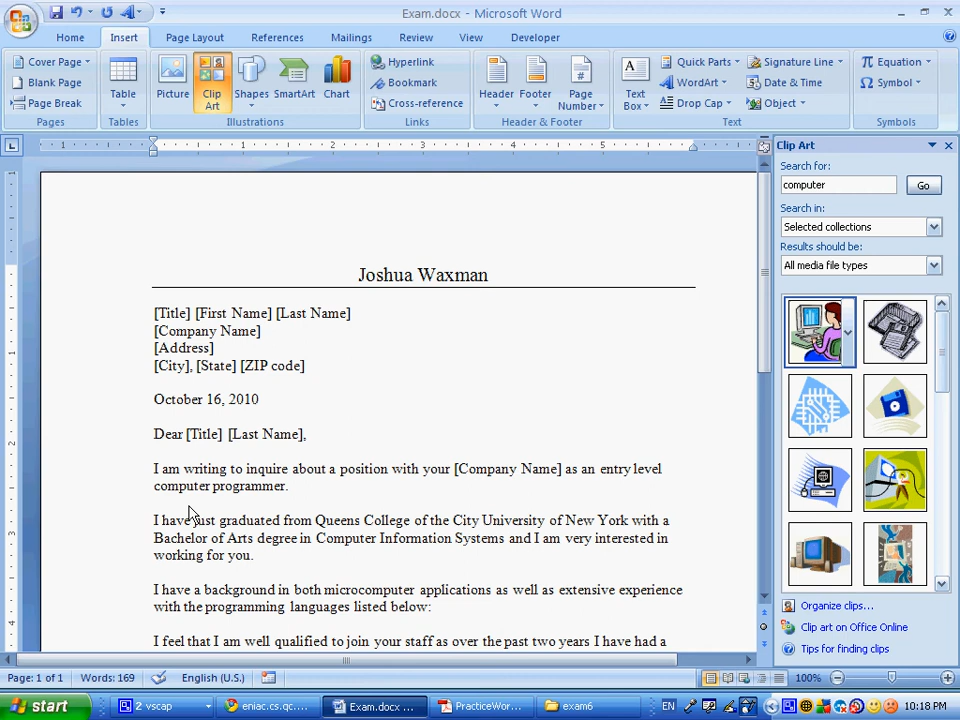 Exam.docx - Microsoft Word
Home Insert Page Layout References Mailings Review View Developer
Cover Page
Blank Page
Page Break
Pages
Table
Tables
Picture
Clip Art
Shapes
SmartArt
Chart
Illustrations
Hyperlink
Bookmark
Cross-reference
Links
Header
Footer
Page Number
Header & Footer
Text Box
Quick Parts
WordArt
Drop Cap
Signature Line
Date & Time
Object
Text
Equation
Symbol
Symbols
1 1 2 3 4 5
Joshua Waxman
[Title] [First Name] [Last Name]
[Company Name]
[Address]
[City], [State] [ZIP code]
October 16, 2010
Dear [Title] [Last Name],
I am writing to inquire about a position with your [Company Name] as an entry level
computer programmer.
I have just graduated from Queens College of the City University of New York with a
Bachelor of Arts degree in Computer Information Systems and I am very interested in
working for you.
I have a background in both microcomputer applications as well as extensive experience
with the programming languages listed below:
I feel that I am well qualified to join your staff as over the past two years I have had a
Clip Art
Search for:
computer
Go
Search in:
Selected collections
Results should be:
All media file types
Organize clips...
Clip art on Office Online
Tips for finding clips
Page: 1 of 1 Words: 169 English (U.S.) 100%
start 2 vscap eniac.cs.qc.... Exam.docx ... PracticeWor... exam6 EN 10:18 PM